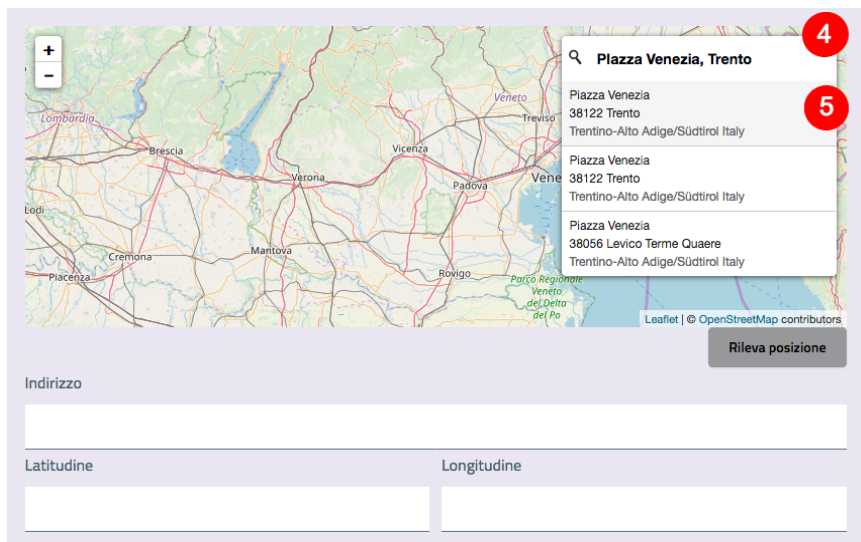 +
−
4
Plazza Venezia, Trento
Piazza Venezia
38122 Trento
Trentino-Alto Adige/Südtirol Italy
5
Piazza Venezia
38122 Trento
Trentino-Alto Adige/Südtirol Italy
Piazza Venezia
38056 Levico Terme Quaere
Trentino-Alto Adige/Südtirol Italy
Lombardia
Veneto
Treviso
Brescia
Vicenza
Verona
Padova
Vene
Lodi
Cremona
Mantova
Rovigo
Piacenza
Parco Regionale
Veneto
del Delta
del Po
Leaflet | © OpenStreetMap contributors
Rileva posizione
Indirizzo
Latitudine
Longitudine